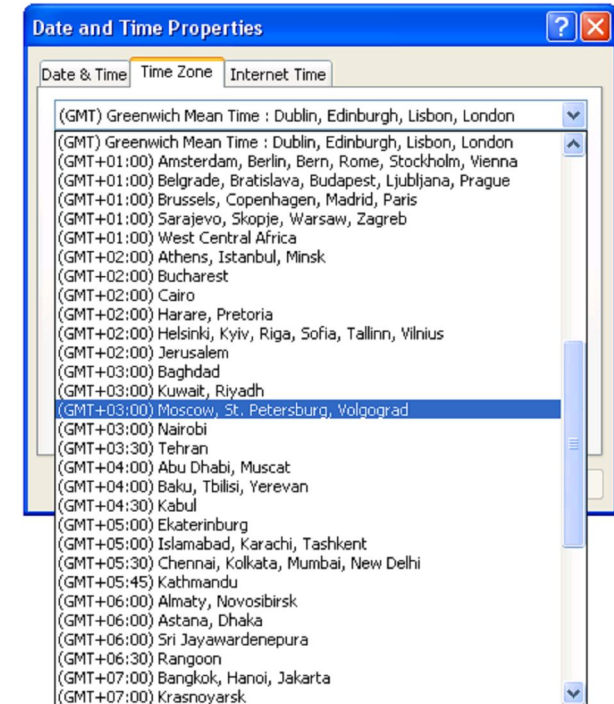 Date and Time Properties
Date & Time Time Zone Internet Time
(GMT) Greenwich Mean Time : Dublin, Edinburgh, Lisbon, London
(GMT) Greenwich Mean Time : Dublin, Edinburgh, Lisbon, London
(GMT+01:00) Amsterdam, Berlin, Bern, Rome, Stockholm, Vienna
(GMT+01:00) Belgrade, Bratislava, Budapest, Ljubljana, Prague
(GMT+01:00) Brussels, Copenhagen, Madrid, Paris
(GMT+01:00) Sarajevo, Skopje, Warsaw, Zagreb
(GMT+01:00) West Central Africa
(GMT+02:00) Athens, Istanbul, Minsk
(GMT+02:00) Bucharest
(GMT+02:00) Cairo
(GMT+02:00) Harare, Pretoria
(GMT+02:00) Helsinki, Kyiv, Riga, Sofia, Tallinn, Vilnius
(GMT+02:00) Jerusalem
(GMT+03:00) Baghdad
(GMT+03:00) Kuwait, Riyadh
(GMT+03:00) Moscow, St. Petersburg, Volgograd
(GMT+03:00) Nairobi
(GMT+03:30) Tehran
(GMT+04:00) Abu Dhabi, Muscat
(GMT+04:00) Baku, Tbilisi, Yerevan
(GMT+04:30) Kabul
(GMT+05:00) Ekaterinburg
(GMT+05:00) Islamabad, Karachi, Tashkent
(GMT+05:30) Chennai, Kolkata, Mumbai, New Delhi
(GMT+05:45) Kathmandu
(GMT+06:00) Almaty, Novosibirsk
(GMT+06:00) Astana, Dhaka
(GMT+06:00) Sri Jayawardenepura
(GMT+06:30) Rangoon
(GMT+07:00) Bangkok, Hanoi, Jakarta
(GMT+07:00) Krasnoyarsk